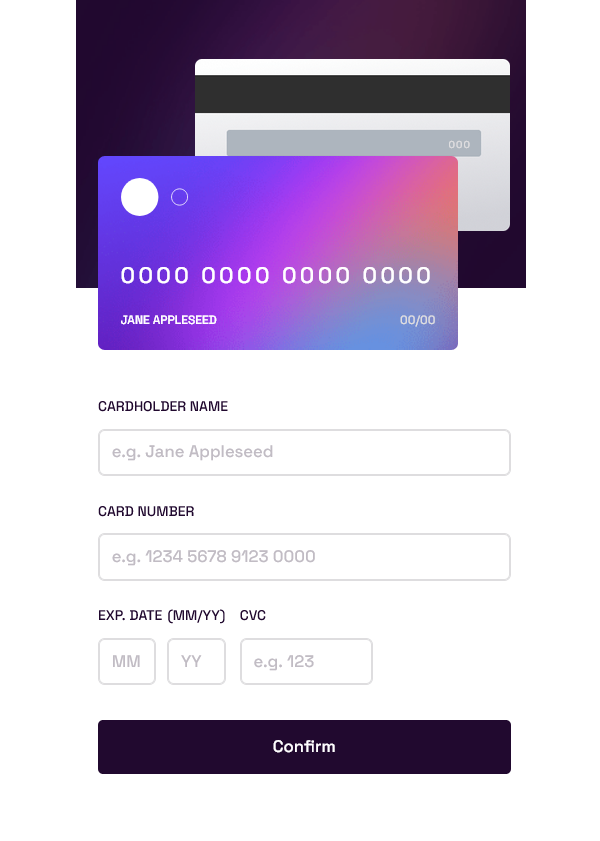 000
0000 0000 0000 0000
JANE APPLESEED 00/00
CARDHOLDER NAME
e.g. Jane Appleseed
CARD NUMBER
e.g. 1234 5678 9123 0000
EXP. DATE (MM/YY) CVC
MM YY e.g. 123
Confirm